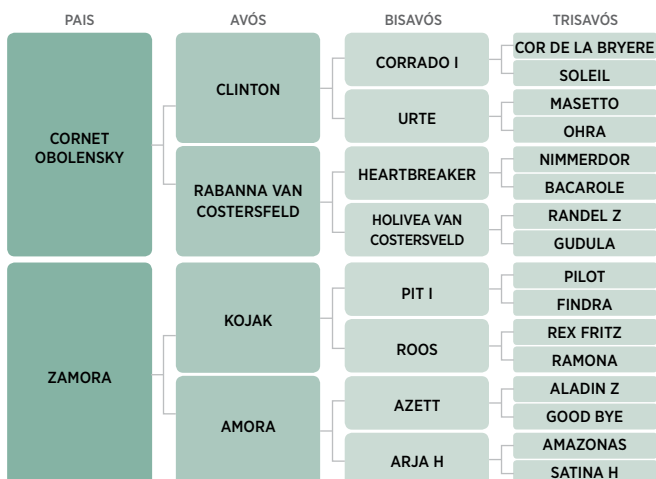 PAIS
AVÓS
BISAVÓS
TRISAVÓS
CORNET
OBOLENSKY
CLINTON
RABANNA VAN
COSTERSFELD
CORRADO I
URTE
HEARTBREAKER
HOLIVEA VAN
COSTERSVELD
COR DE LA BRYERE
SOLEIL
MASETTO
OHRA
NIMMERDOR
BACAROLE
RANDEL Z
GUDULA
ZAMORA
KOJAK
AMORA
PIT I
ROOS
AZETT
ARJA H
PILOT
FINDRA
REX FRITZ
RAMONA
ALADIN Z
GOOD BYE
AMAZONAS
SATINA H